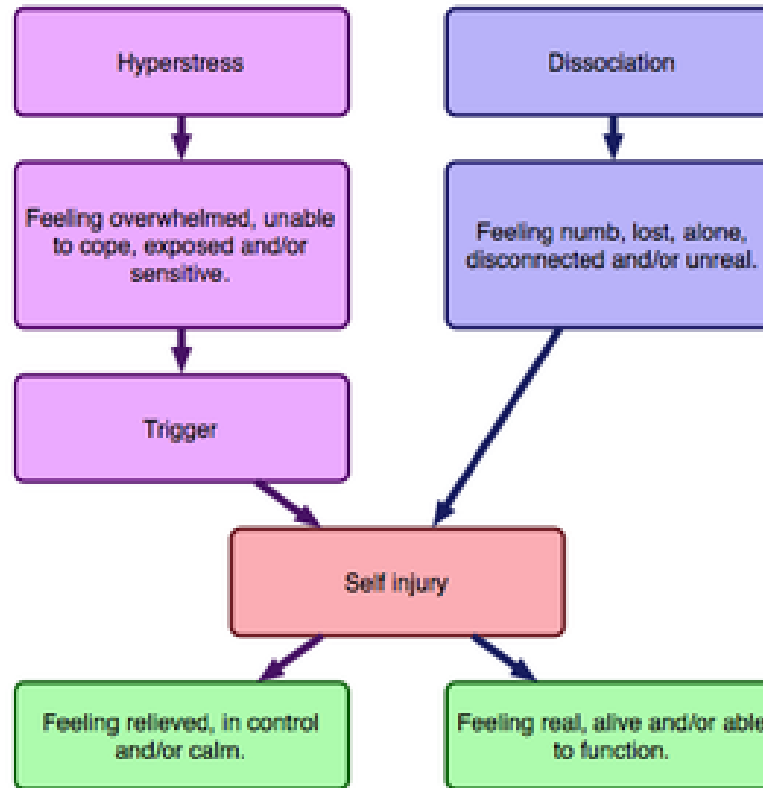 Hyperstress
Dissociation
Feeling overwhelmed, unable
to cope, exposed and/or
sensitive.
Feeling numb, lost, alone,
disconnected and/or unreal.
Trigger
Self injury
Feeling relieved, in control
and/or calm.
Feeling real, alive and/or able
to function.